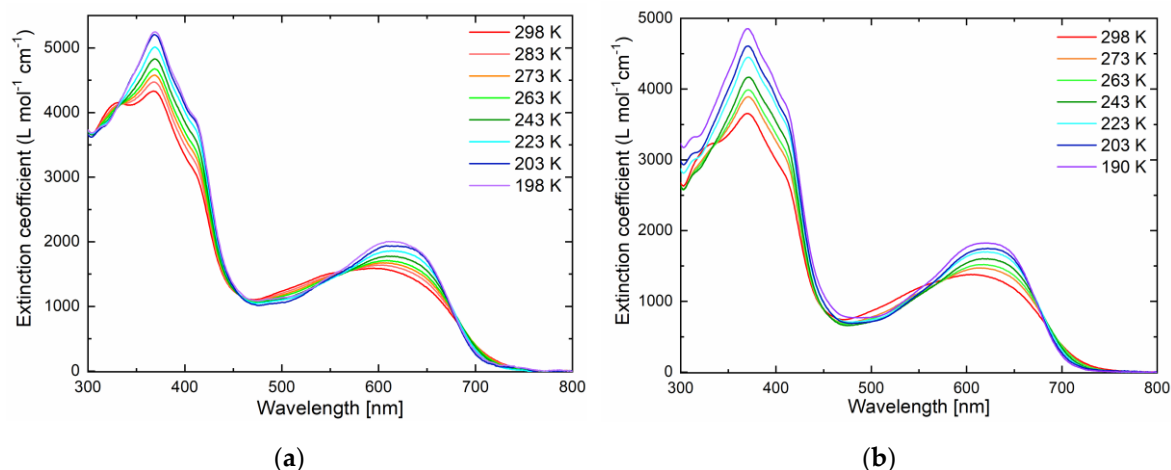 Extinction ceofficient (L mol⁻¹ cm⁻¹)
5000
4000
3000
2000
1000
0
300 400 500 600 700 800
Wavelength [nm]
298 K
283 K
273 K
263 K
243 K
223 K
203 K
198 K
(a)
Extinction coefficient (L mol⁻¹ cm⁻¹)
5000
4000
3000
2000
1000
0
300 400 500 600 700 800
Wavelength [nm]
298 K
273 K
263 K
243 K
223 K
203 K
190 K
(b)